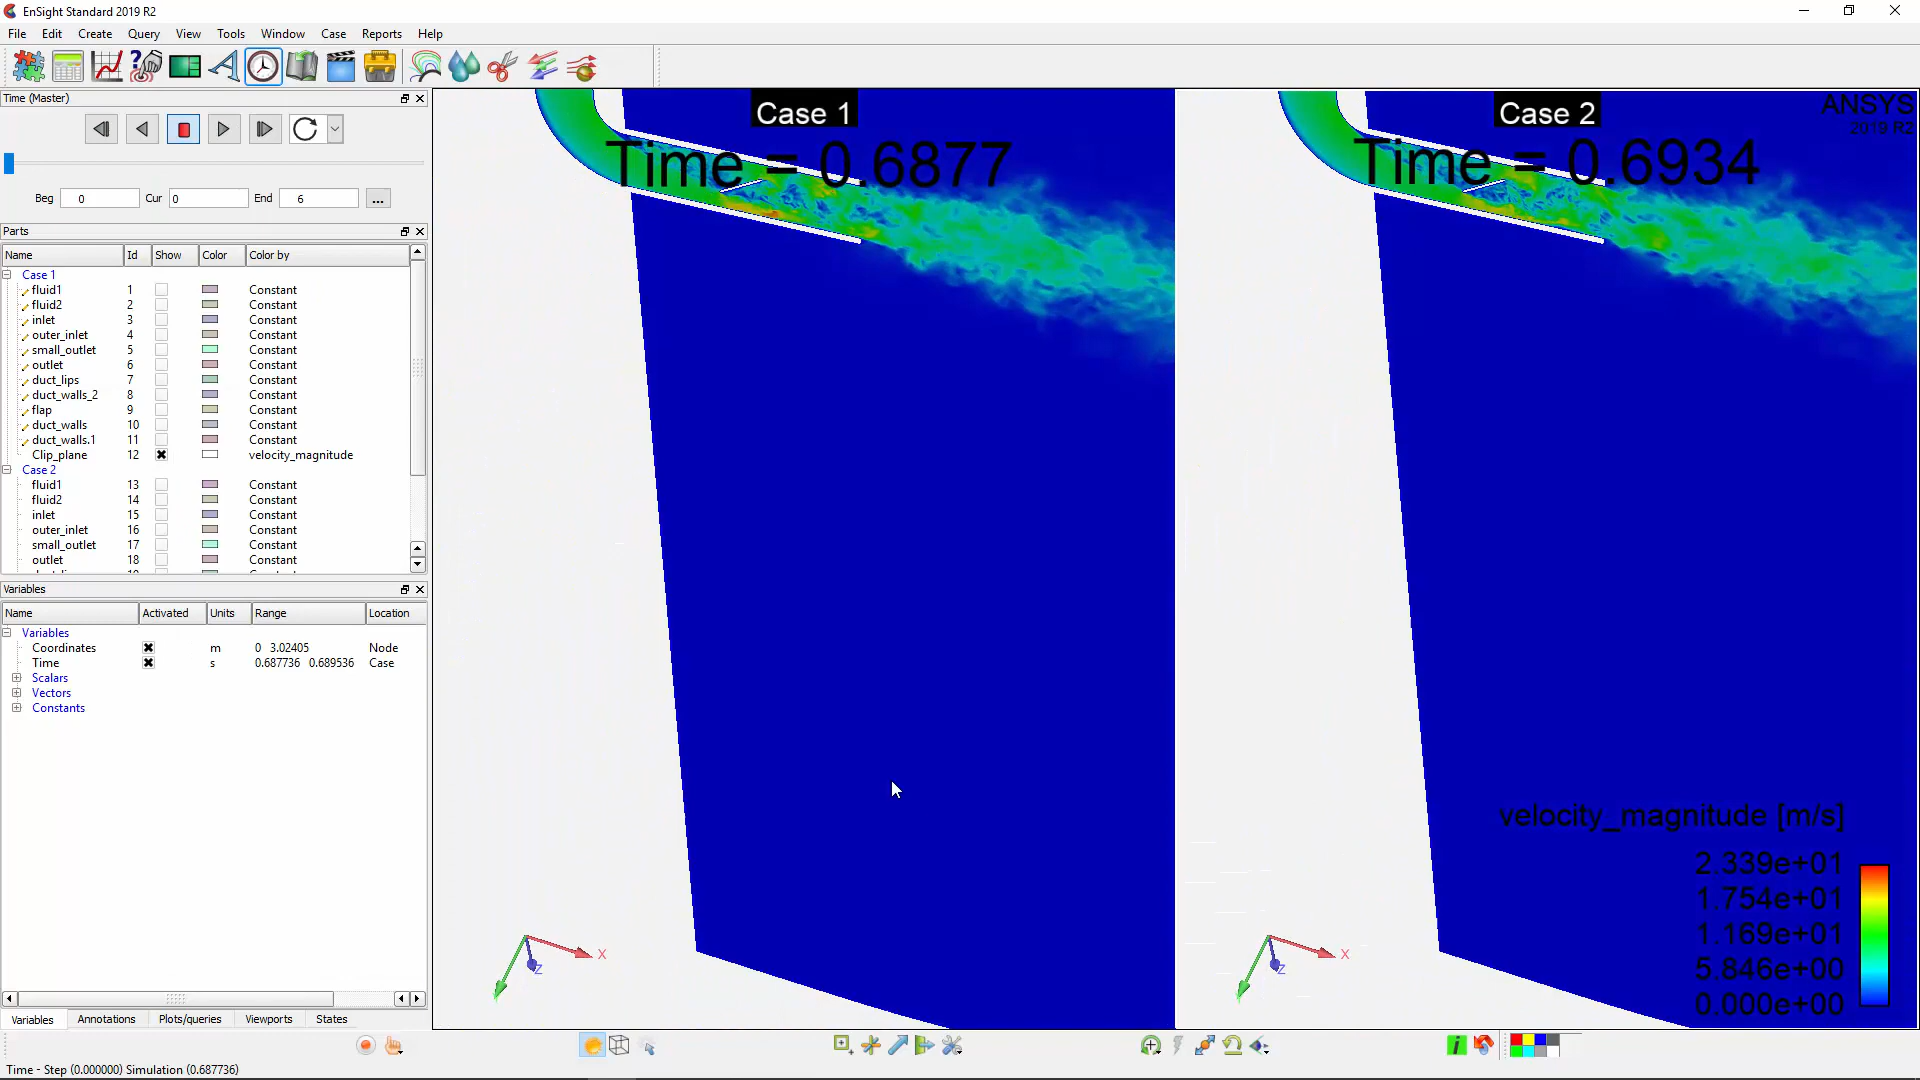 EnSight Standard 2019 R2
File Edit Create Query View Tools Window Case Reports Help
Time (Master)
Beg 0 Cur 0 End 6 ...
Parts
Name Id Show Color Color by
Case 1
fluid1 1 Constant
fluid2 2 Constant
inlet 3 Constant
outer_inlet 4 Constant
small_outlet 5 Constant
outlet 6 Constant
duct_lips 7 Constant
duct_walls_2 8 Constant
flap 9 Constant
duct_walls 10 Constant
duct_walls.1 11 Constant
Clip_plane 12 velocity_magnitude
Case 2
fluid1 13 Constant
fluid2 14 Constant
inlet 15 Constant
outer_inlet 16 Constant
small_outlet 17 Constant
outlet 18 Constant
Variables
Name Activated Units Range Location
Variables
Coordinates m 0 3.02405 Node
Time s 0.687736 0.689536 Case
Scalars
Vectors
Constants
Variables Annotations Plots/queries Viewports States
Case 1
Time = 0.6877
X
Z
Case 2
ANSYS
2019 R2
Time = 0.6934
velocity_magnitude [m/s]
2.339e+01
1.754e+01
1.169e+01
5.846e+00
0.000e+00
X
Z
Time - Step (0.000000) Simulation (0.687736)